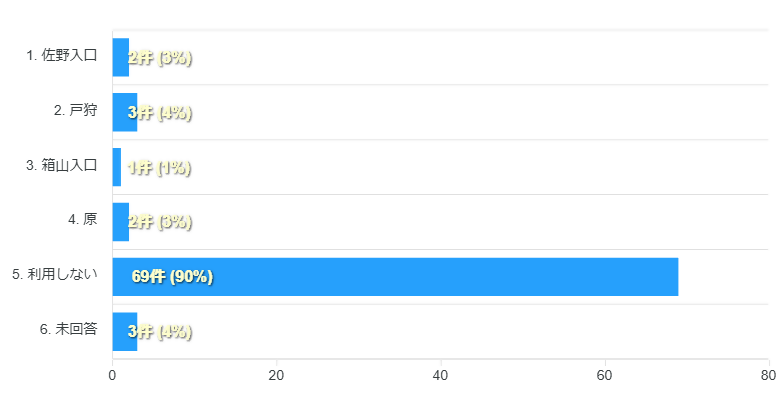 1. 佐野入口
2件 (3%)
2. 戸狩
3件 (4%)
3. 箱山入口
1件 (1%)
4. 原
2件 (3%)
5. 利用しない
69件 (90%)
6. 未回答
3件 (4%)
0 20 40 60 80